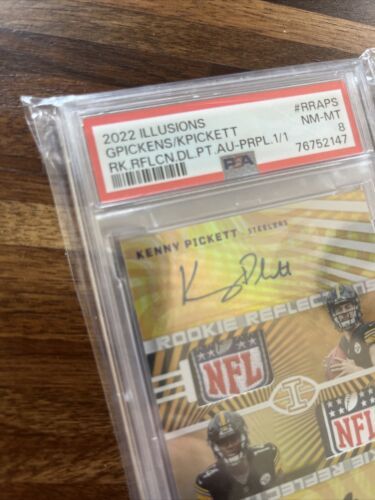 2022 ILLUSIONS #RRAPS
GPICKENS/KPICKETT NM-MT
RK.RFLCN.DL.PT.AU-PRPL.1/1 8
PSA 76752147
KENNY PICKETT STEELERS
ROOKIE REFLECTIONS
NFL
I
NFL
REFLEC